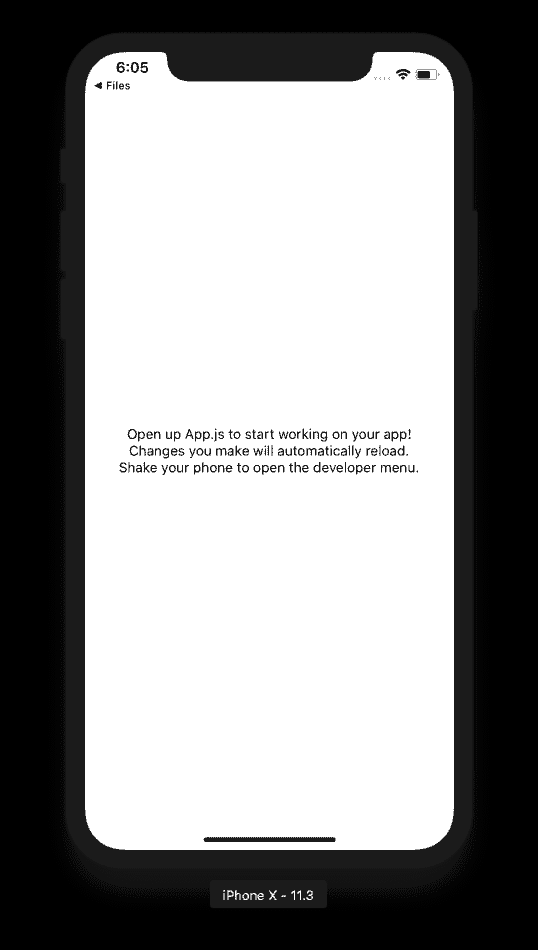 6:05
◀ Files
Open up App.js to start working on your app!
Changes you make will automatically reload.
Shake your phone to open the developer menu.
iPhone X - 11.3